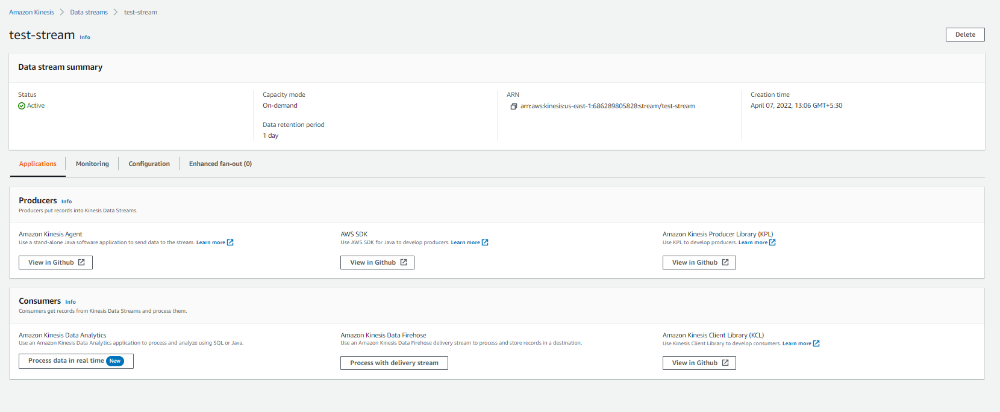 Amazon Kinesis > Data streams > test-stream
test-stream Info
Delete
Data stream summary
Status
Active
Capacity mode
On-demand
Data retention period
1 day
ARN
arn:aws:kinesis:us-east-1:686289805828:stream/test-stream
Creation time
April 07, 2022, 13:06 GMT+5:30
Applications
Monitoring
Configuration
Enhanced fan-out (0)
Producers Info
Producers put records into Kinesis Data Streams.
Amazon Kinesis Agent
Use a stand-alone Java software application to send data to the stream. Learn more
View in Github
AWS SDK
Use AWS SDK for Java to develop producers. Learn more
View in Github
Amazon Kinesis Producer Library (KPL)
Use KPL to develop producers. Learn more
View in Github
Consumers Info
Consumers get records from Kinesis Data Streams and process them.
Amazon Kinesis Data Analytics
Use an Amazon Kinesis Data Analytics application to process and analyze using SQL or Java.
Process data in real time New
Amazon Kinesis Data Firehose
Use an Amazon Kinesis Data Firehose delivery stream to process and store records in a destination.
Process with delivery stream
Amazon Kinesis Client Library (KCL)
Use Kinesis Client Library to develop consumers. Learn more
View in Github